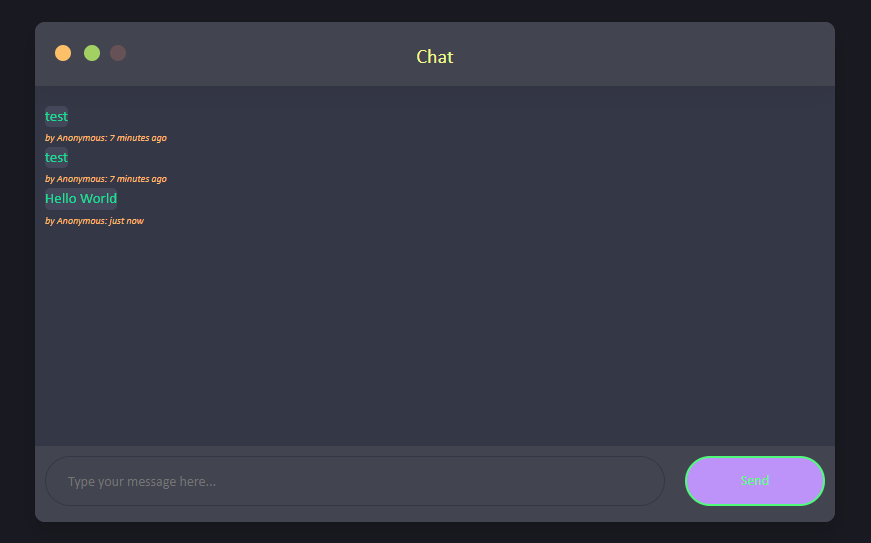 Chat
test
by Anonymous: 7 minutes ago
test
by Anonymous: 7 minutes ago
Hello World
by Anonymous: just now
Type your message here...
Send